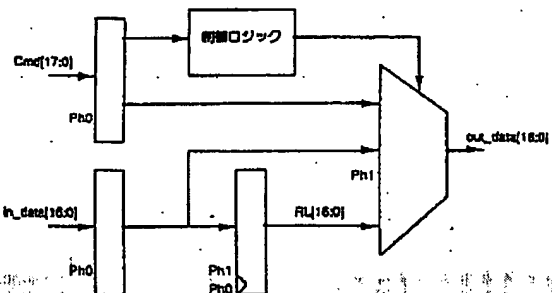 制御ロジック
Cmd[17:0]
Ph0
out_data[16:0]
Ph1
in_data[16:0]
RL[16:0]
Ph0
Ph1
Ph0